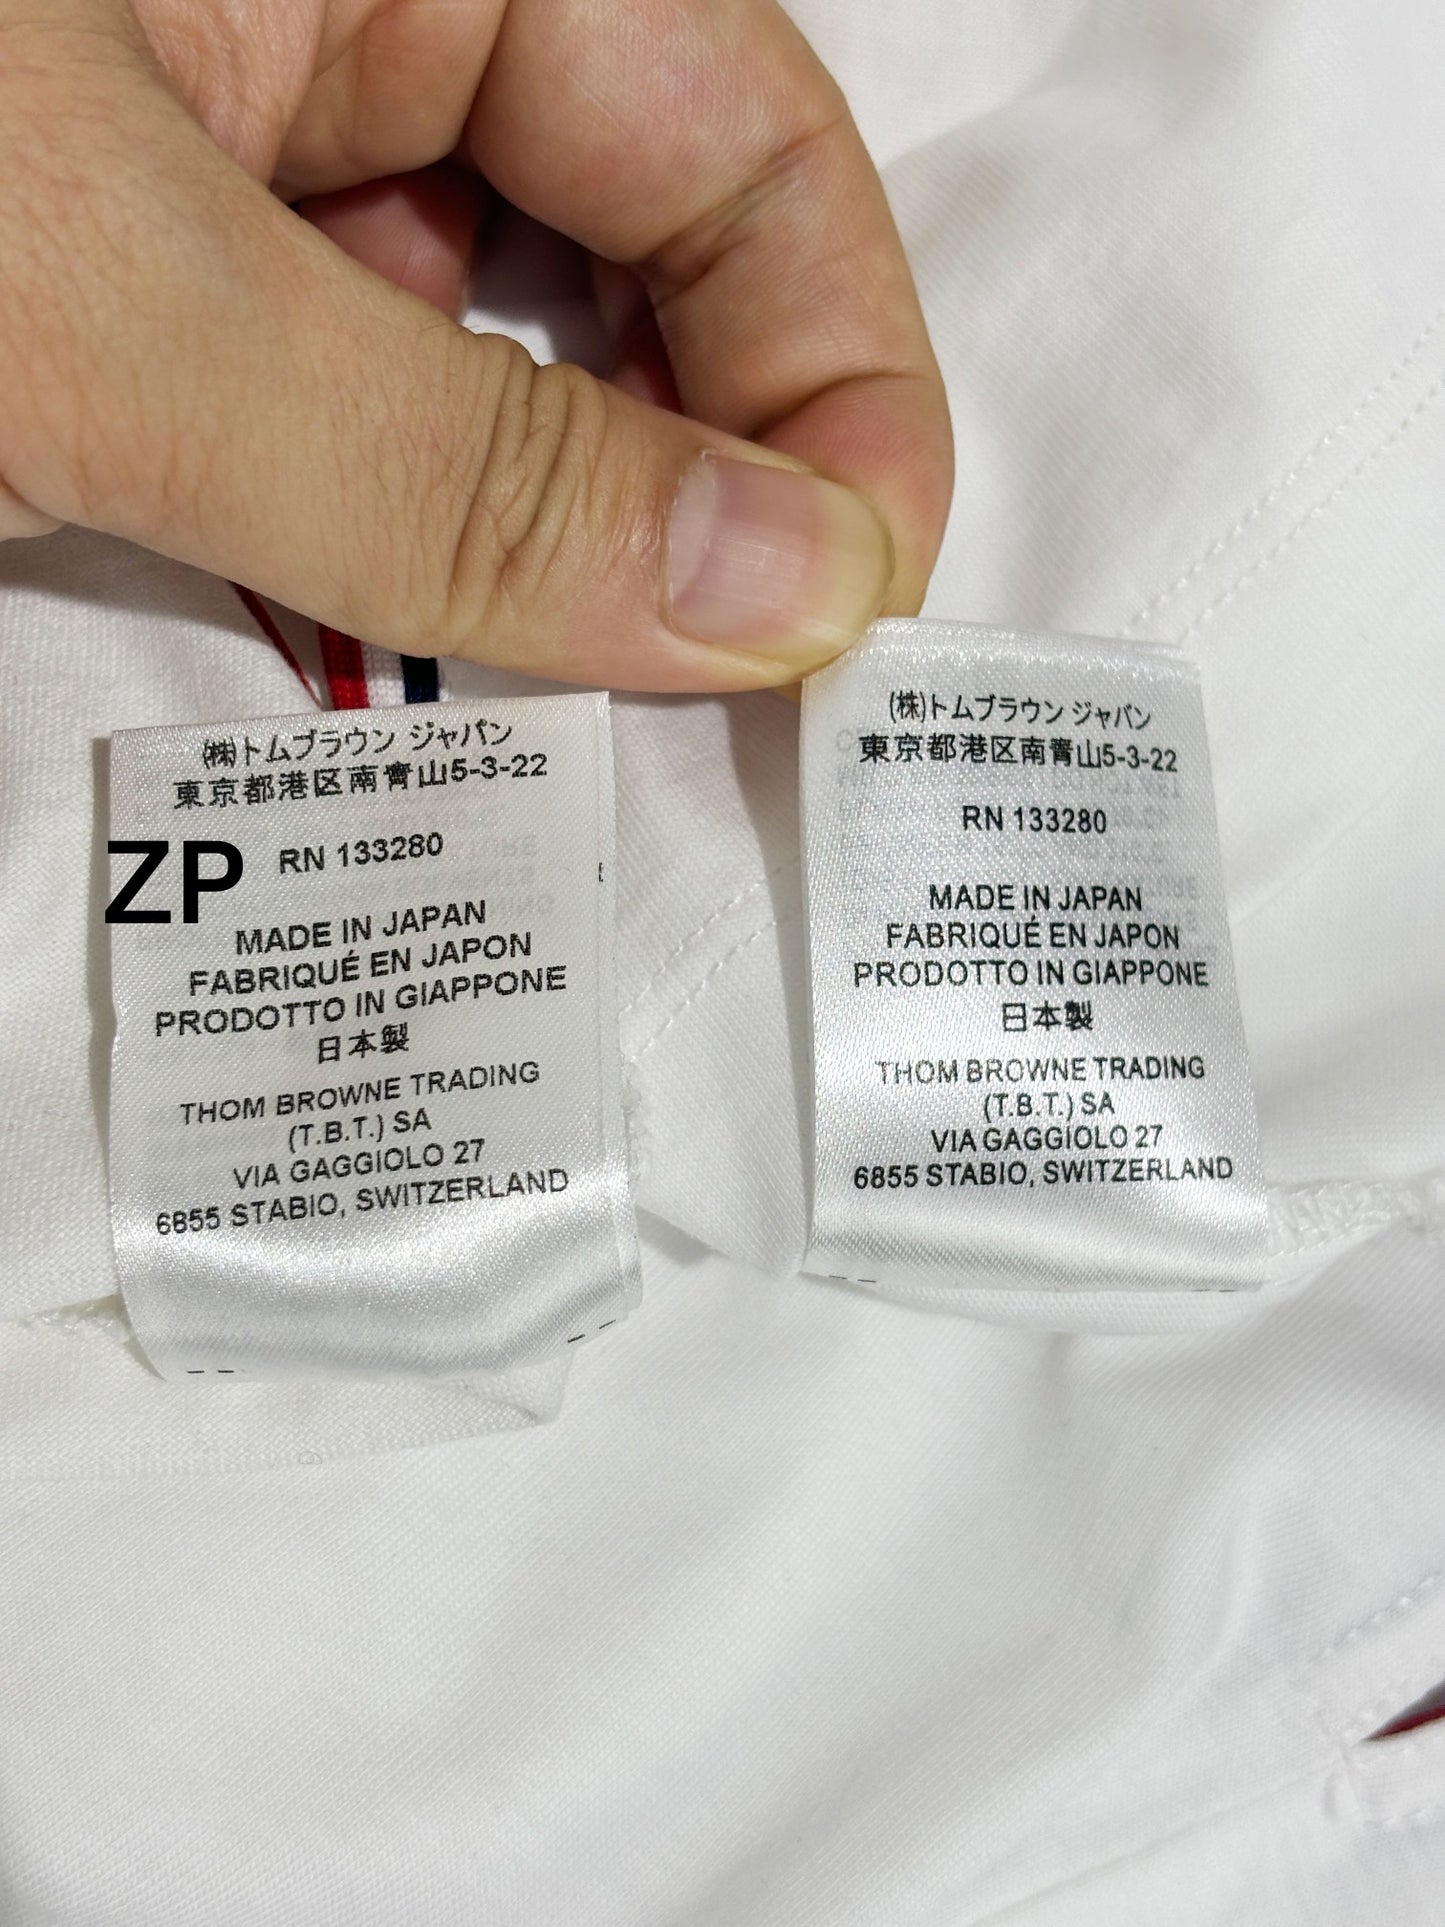 (株)トムブラウン ジャパン
東京都港区南青山5-3-22
ZP
RN 133280
MADE IN JAPAN
FABRIQUÉ EN JAPON
PRODOTTO IN GIAPPONE
日本製
THOM BROWNE TRADING
(T.B.T.) SA
VIA GAGGIOLO 27
6855 STABIO, SWITZERLAND
(株)トムブラウン ジャパン
東京都港区南青山5-3-22
RN 133280
MADE IN JAPAN
FABRIQUÉ EN JAPON
PRODOTTO IN GIAPPONE
日本製
THOM BROWNE TRADING
(T.B.T.) SA
VIA GAGGIOLO 27
6855 STABIO, SWITZERLAND